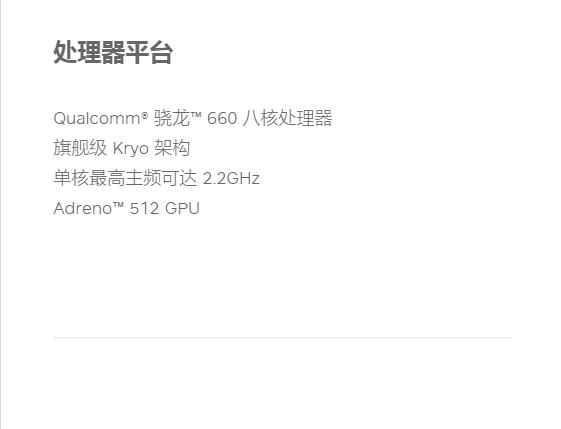 处理器平台
Qualcomm® 骁龙™ 660 八核处理器
旗舰级 Kryo 架构
单核最高主频可达 2.2GHz
Adreno™ 512 GPU